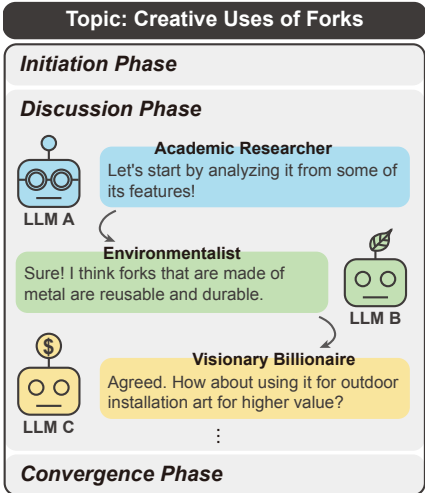 Topic: Creative Uses of Forks
Initiation Phase
Discussion Phase
Academic Researcher
Let's start by analyzing it from some of
its features!
LLM A
Environmentalist
Sure! I think forks that are made of
metal are reusable and durable.
LLM B
$
Visionary Billionaire
Agreed. How about using it for outdoor
installation art for higher value?
LLM C
⋮
Convergence Phase